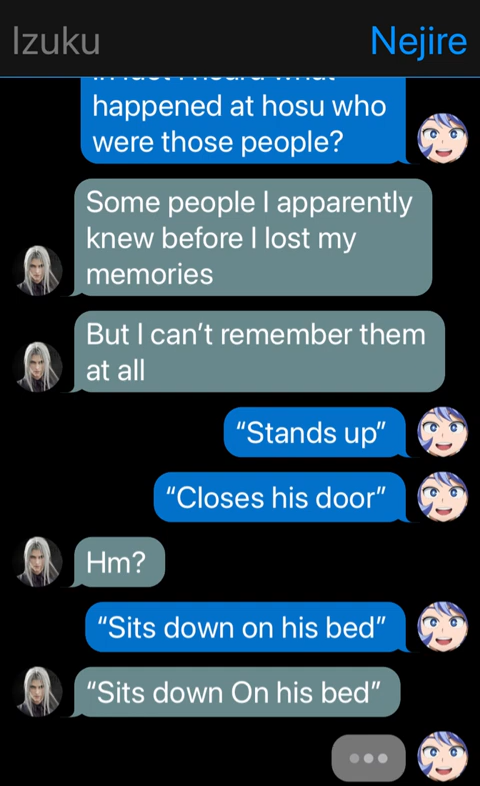 Izuku
Nejire
happened at hosu who
were those people?
Some people I apparently
knew before I lost my
memories
But I can’t remember them
at all
“Stands up”
“Closes his door”
Hm?
“Sits down on his bed”
“Sits down On his bed”